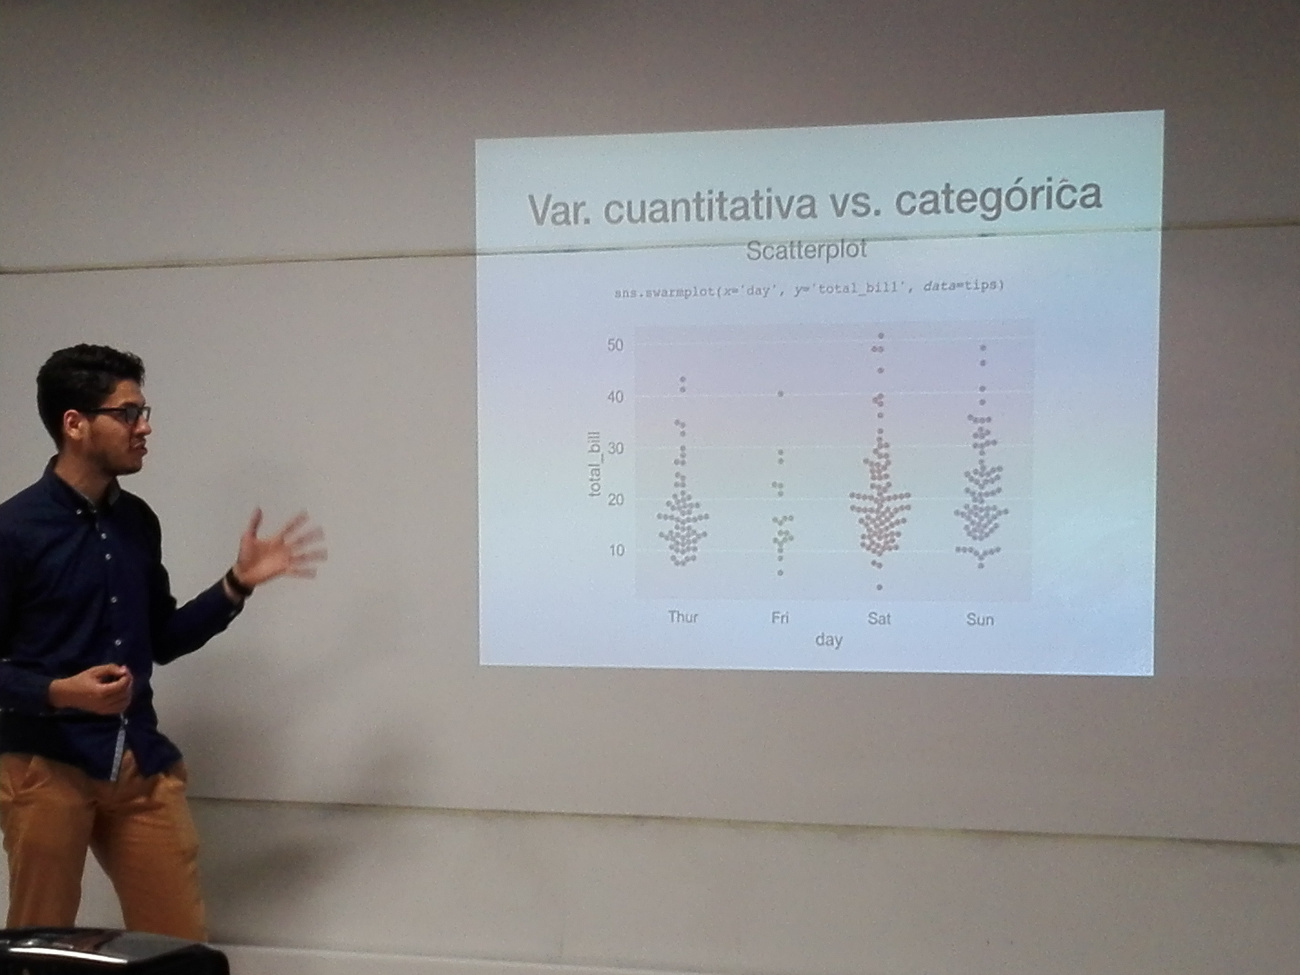 Var. cuantitativa vs. categórica
Scatterplot
sns.swarmplot(x='day', y='total_bill', data=tips)
50
40
30
20
10
total_bill
Thur Fri Sat Sun
day